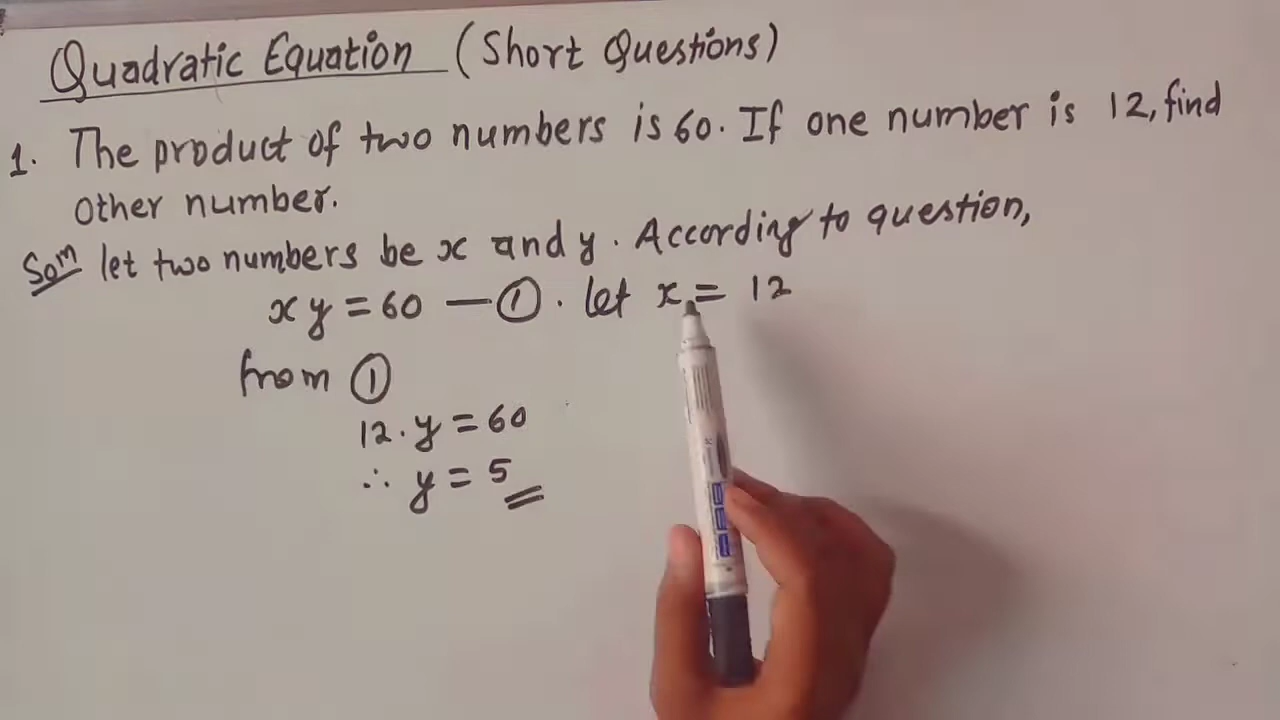 Quadratic Equation (Short Questions)
1. The product of two numbers is 60. If one number is 12, find
other number.
Som let two numbers be x and y. According to question,
xy = 60 — ①. let x = 12
from ①
12. y = 60
∴ y = 5